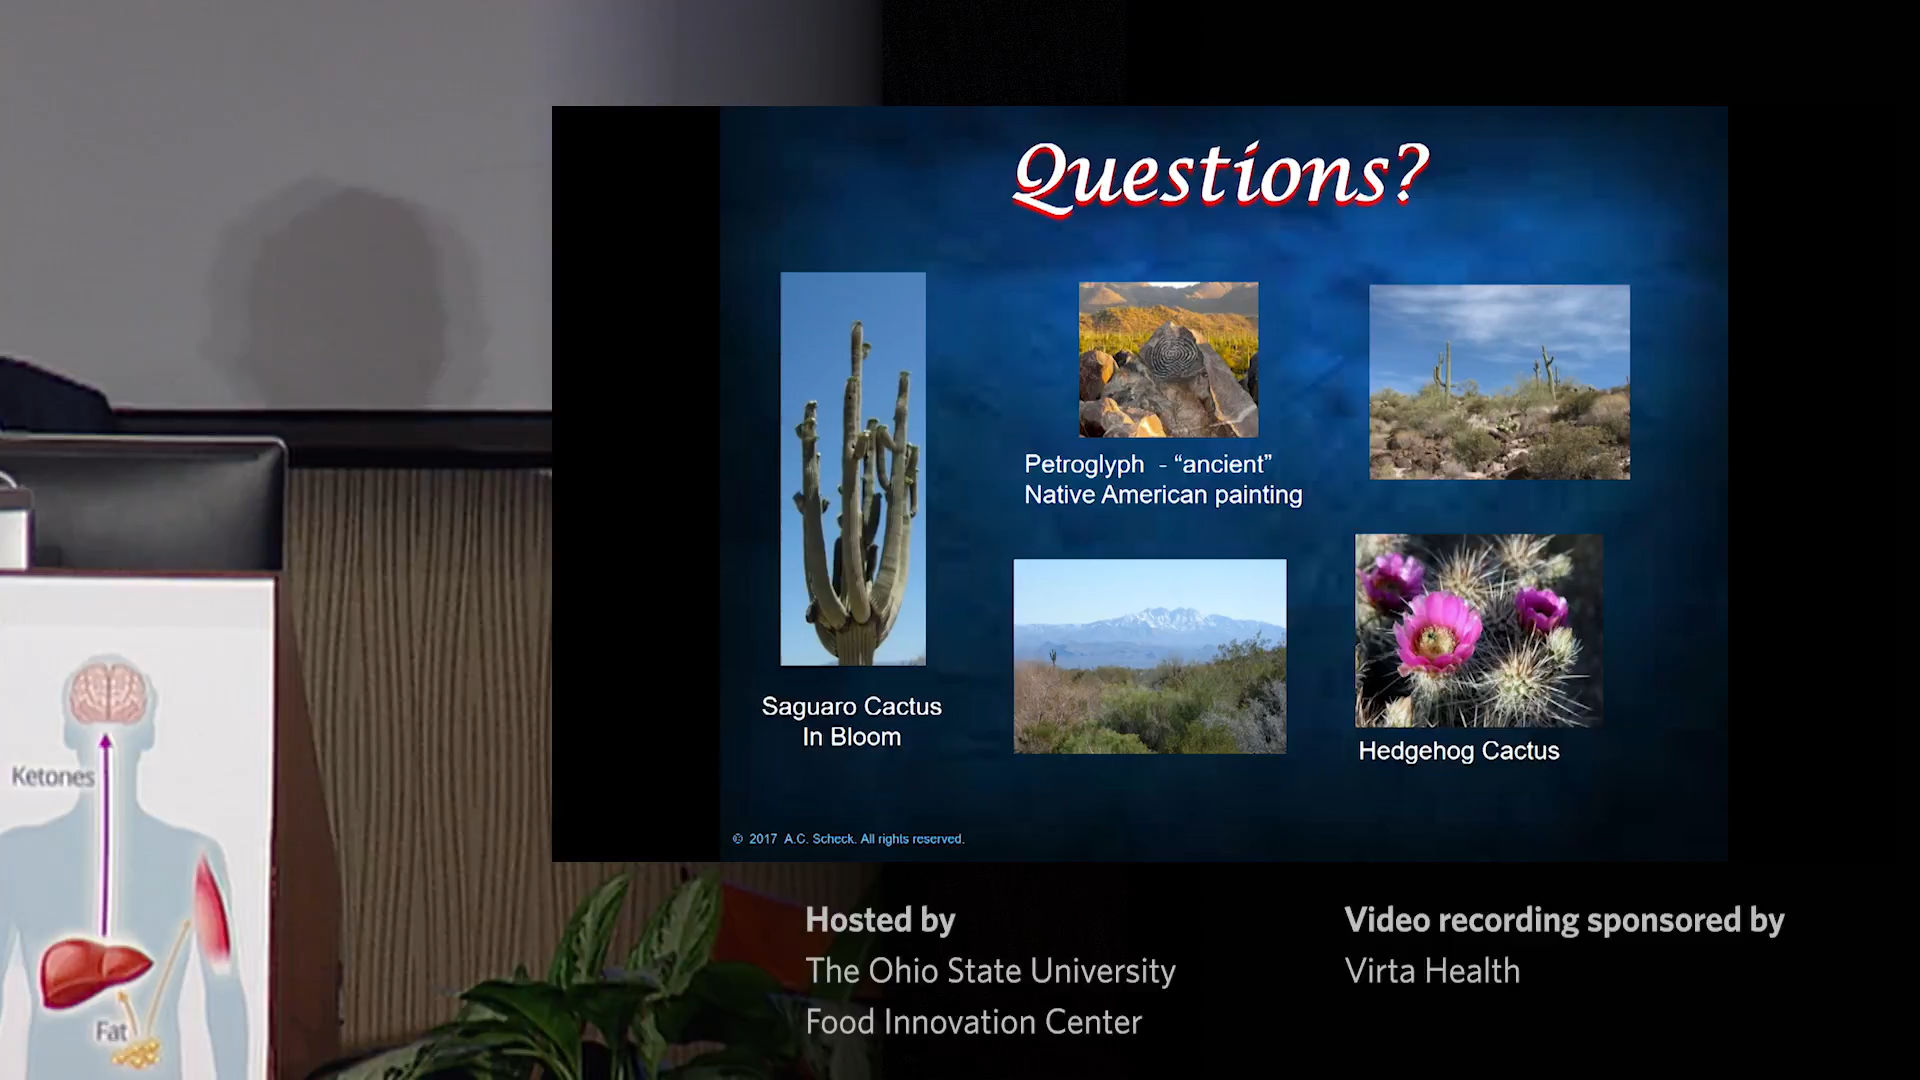 Questions?
Petroglyph - “ancient”
Native American painting
Saguaro Cactus
In Bloom
Hedgehog Cactus
© 2017 A.C. Scheck. All rights reserved.
Ketones
Fat
Hosted by
The Ohio State University
Food Innovation Center
Video recording sponsored by
Virta Health